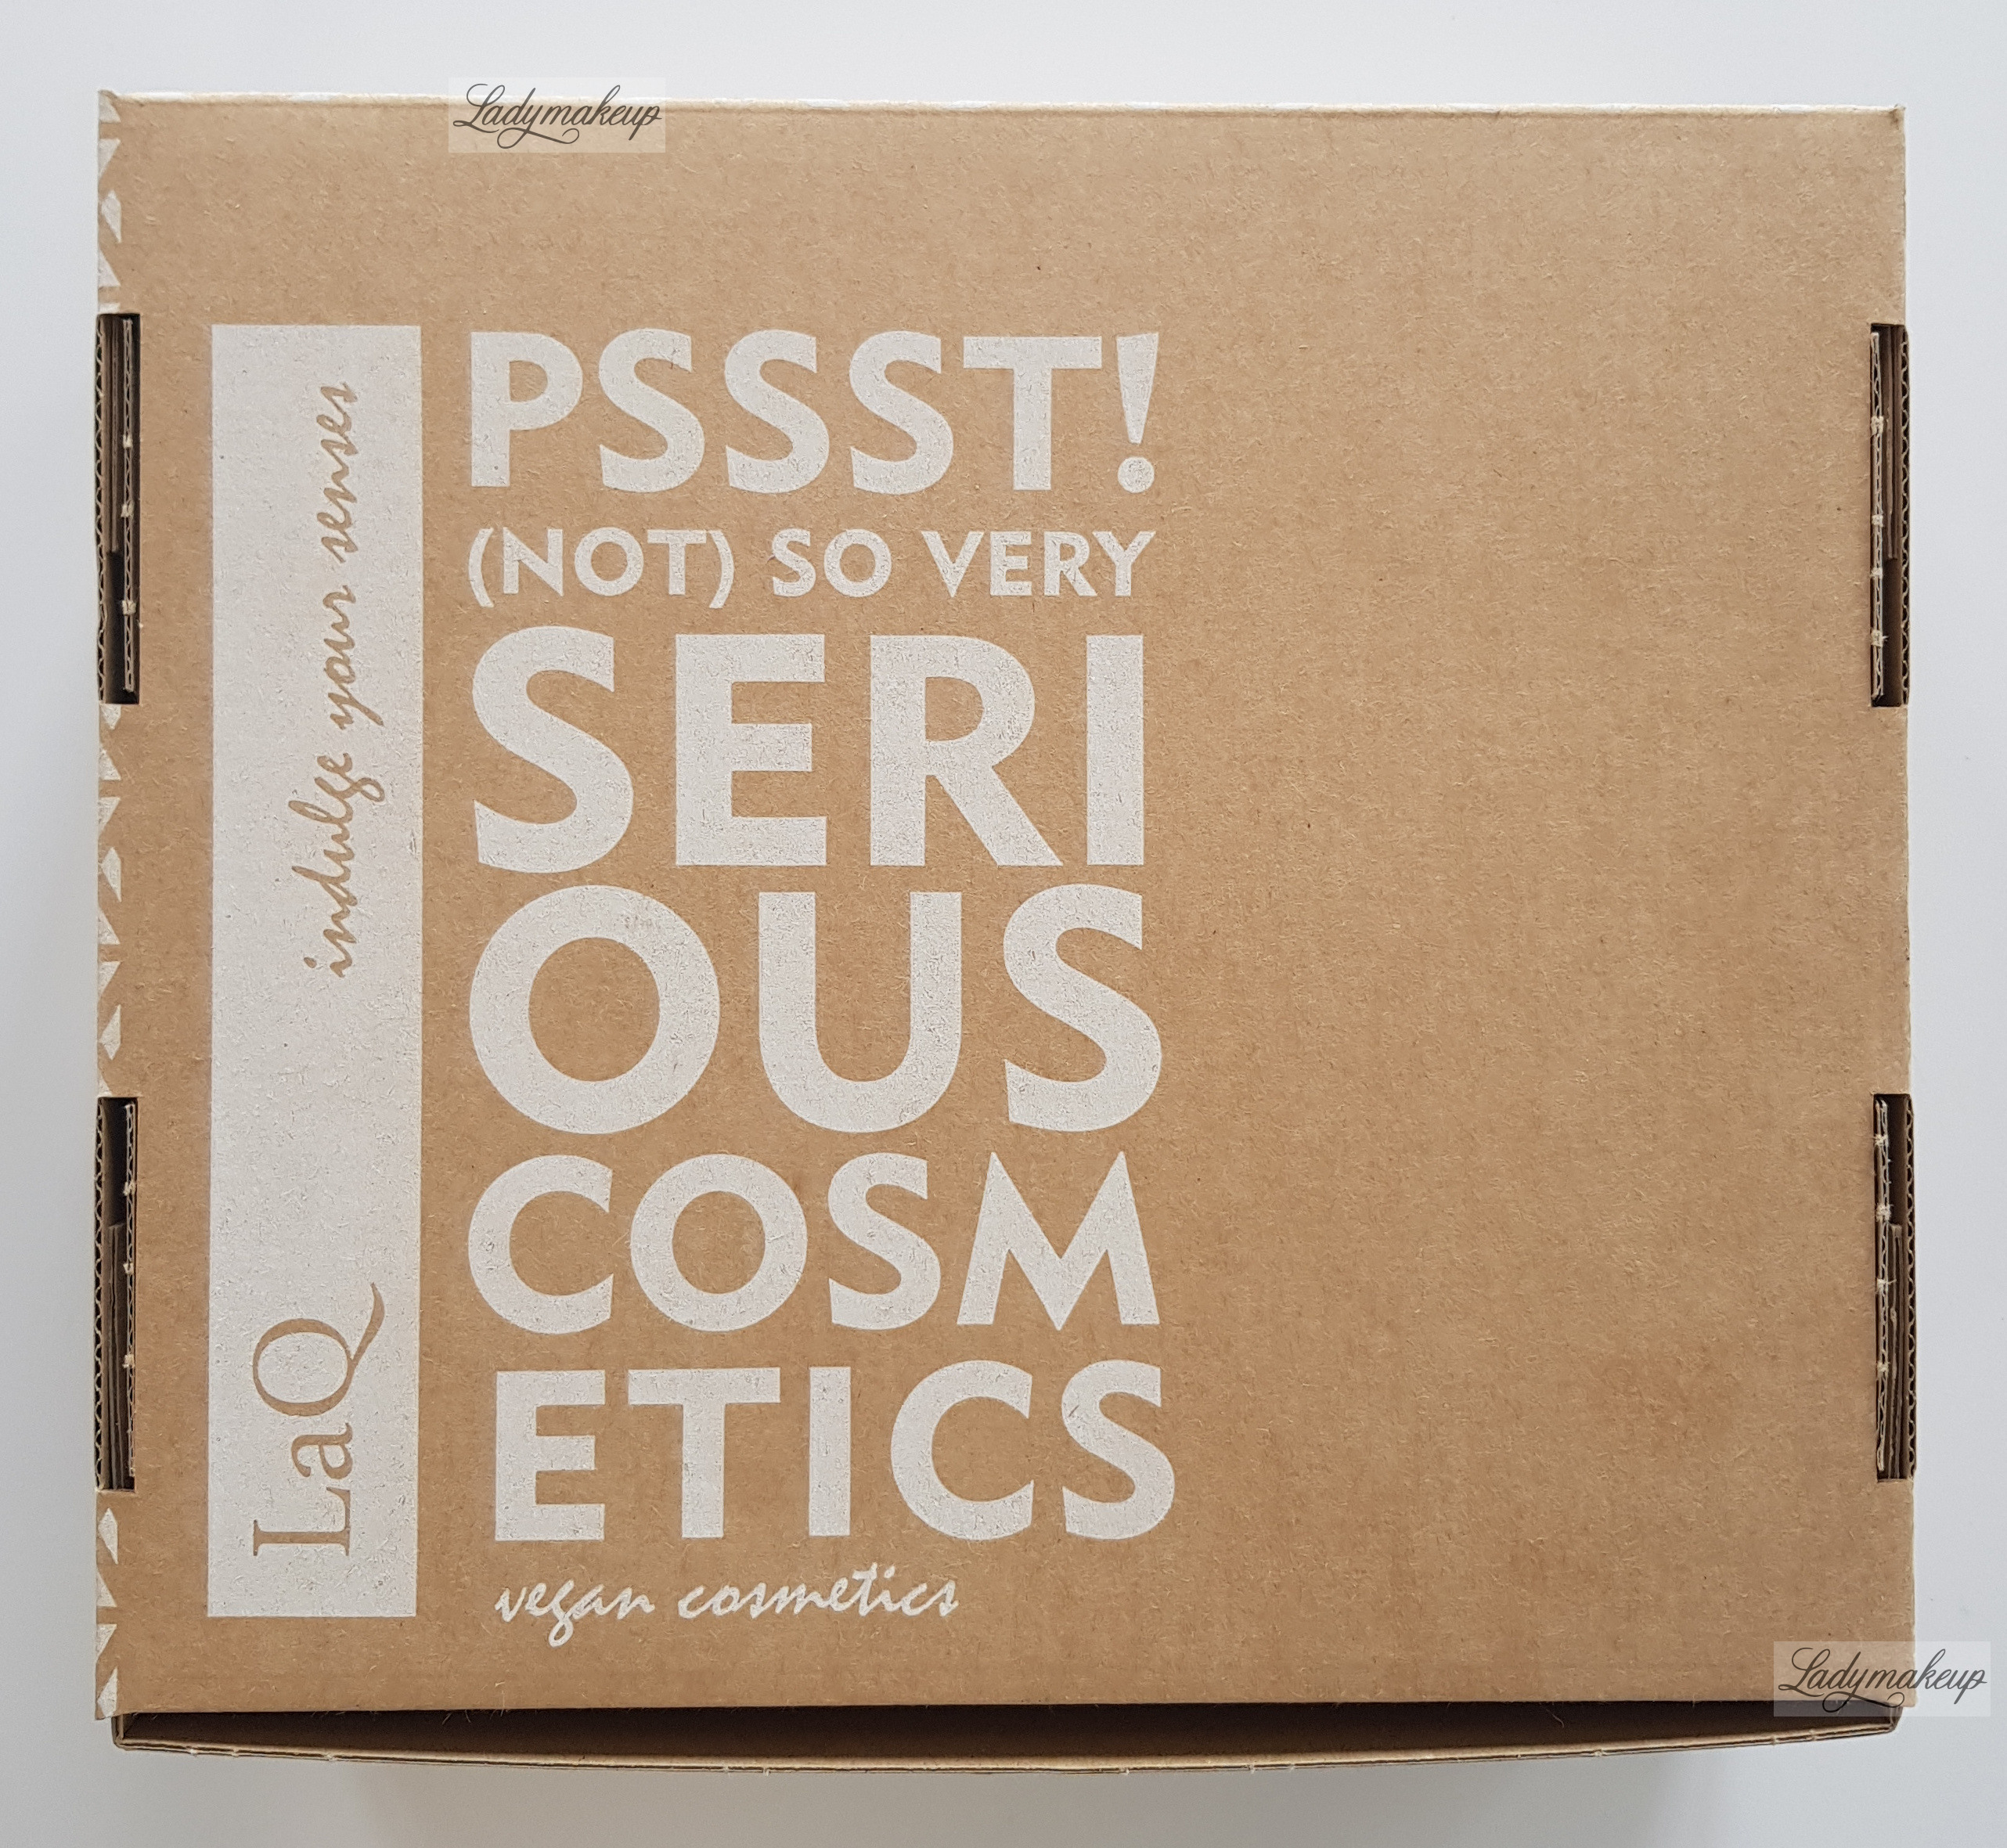 Ladymakeup
LaQ indulge your senses
PSSST!
(NOT) SO VERY
SERI
OUS
COSM
ETICS
vegan cosmetics
Ladymakeup